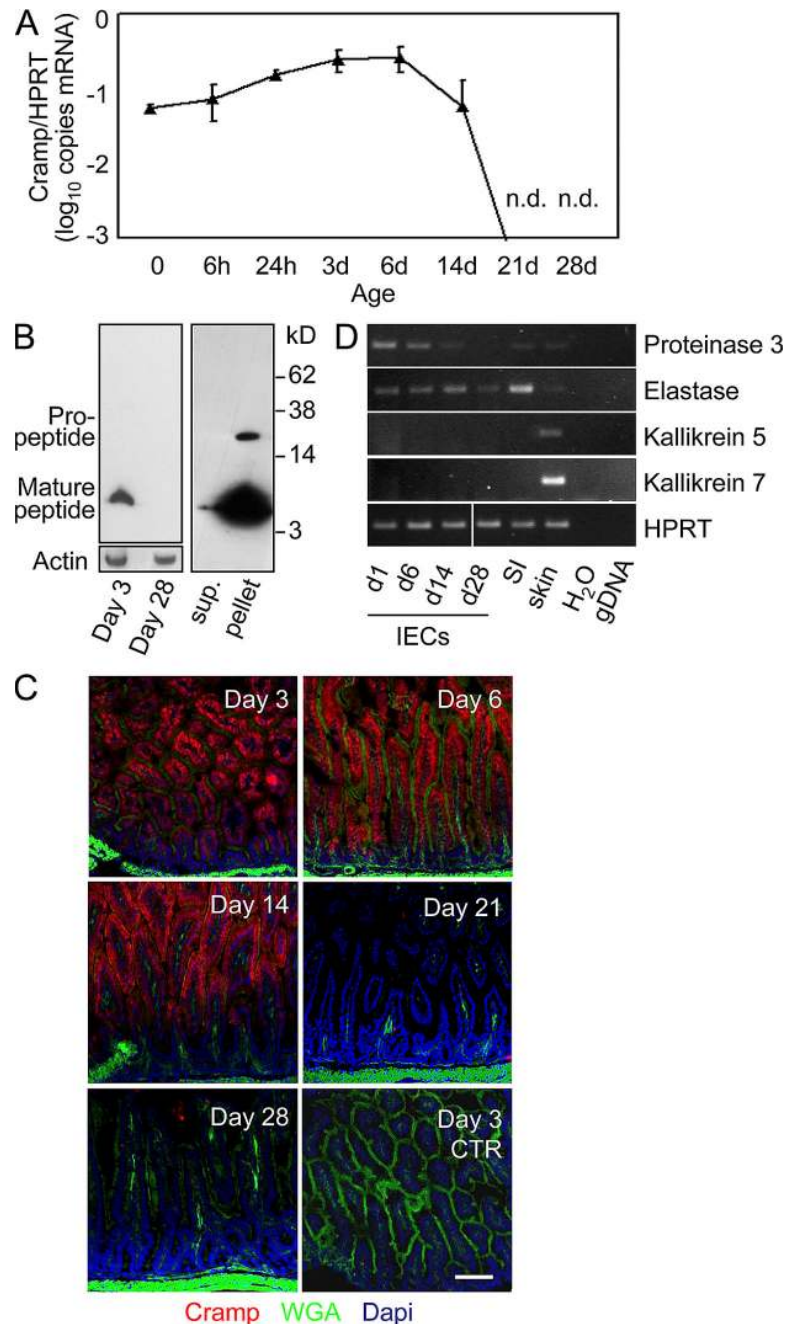 A
Cramp/HPRT
(log₁₀ copies mRNA)
0
-1
-2
-3
n.d. n.d.
0 6h 24h 3d 6d 14d 21d 28d
Age
B
kD
Pro-
peptide
Mature
peptide
62
38
14
3
Actin
Day 3
Day 28
sup.
pellet
D
Proteinase 3
Elastase
Kallikrein 5
Kallikrein 7
HPRT
d1
d6
d14
d28
SI
skin
H₂O
gDNA
IECs
C
Day 3
Day 6
Day 14
Day 21
Day 28
Day 3
CTR
Cramp WGA Dapi